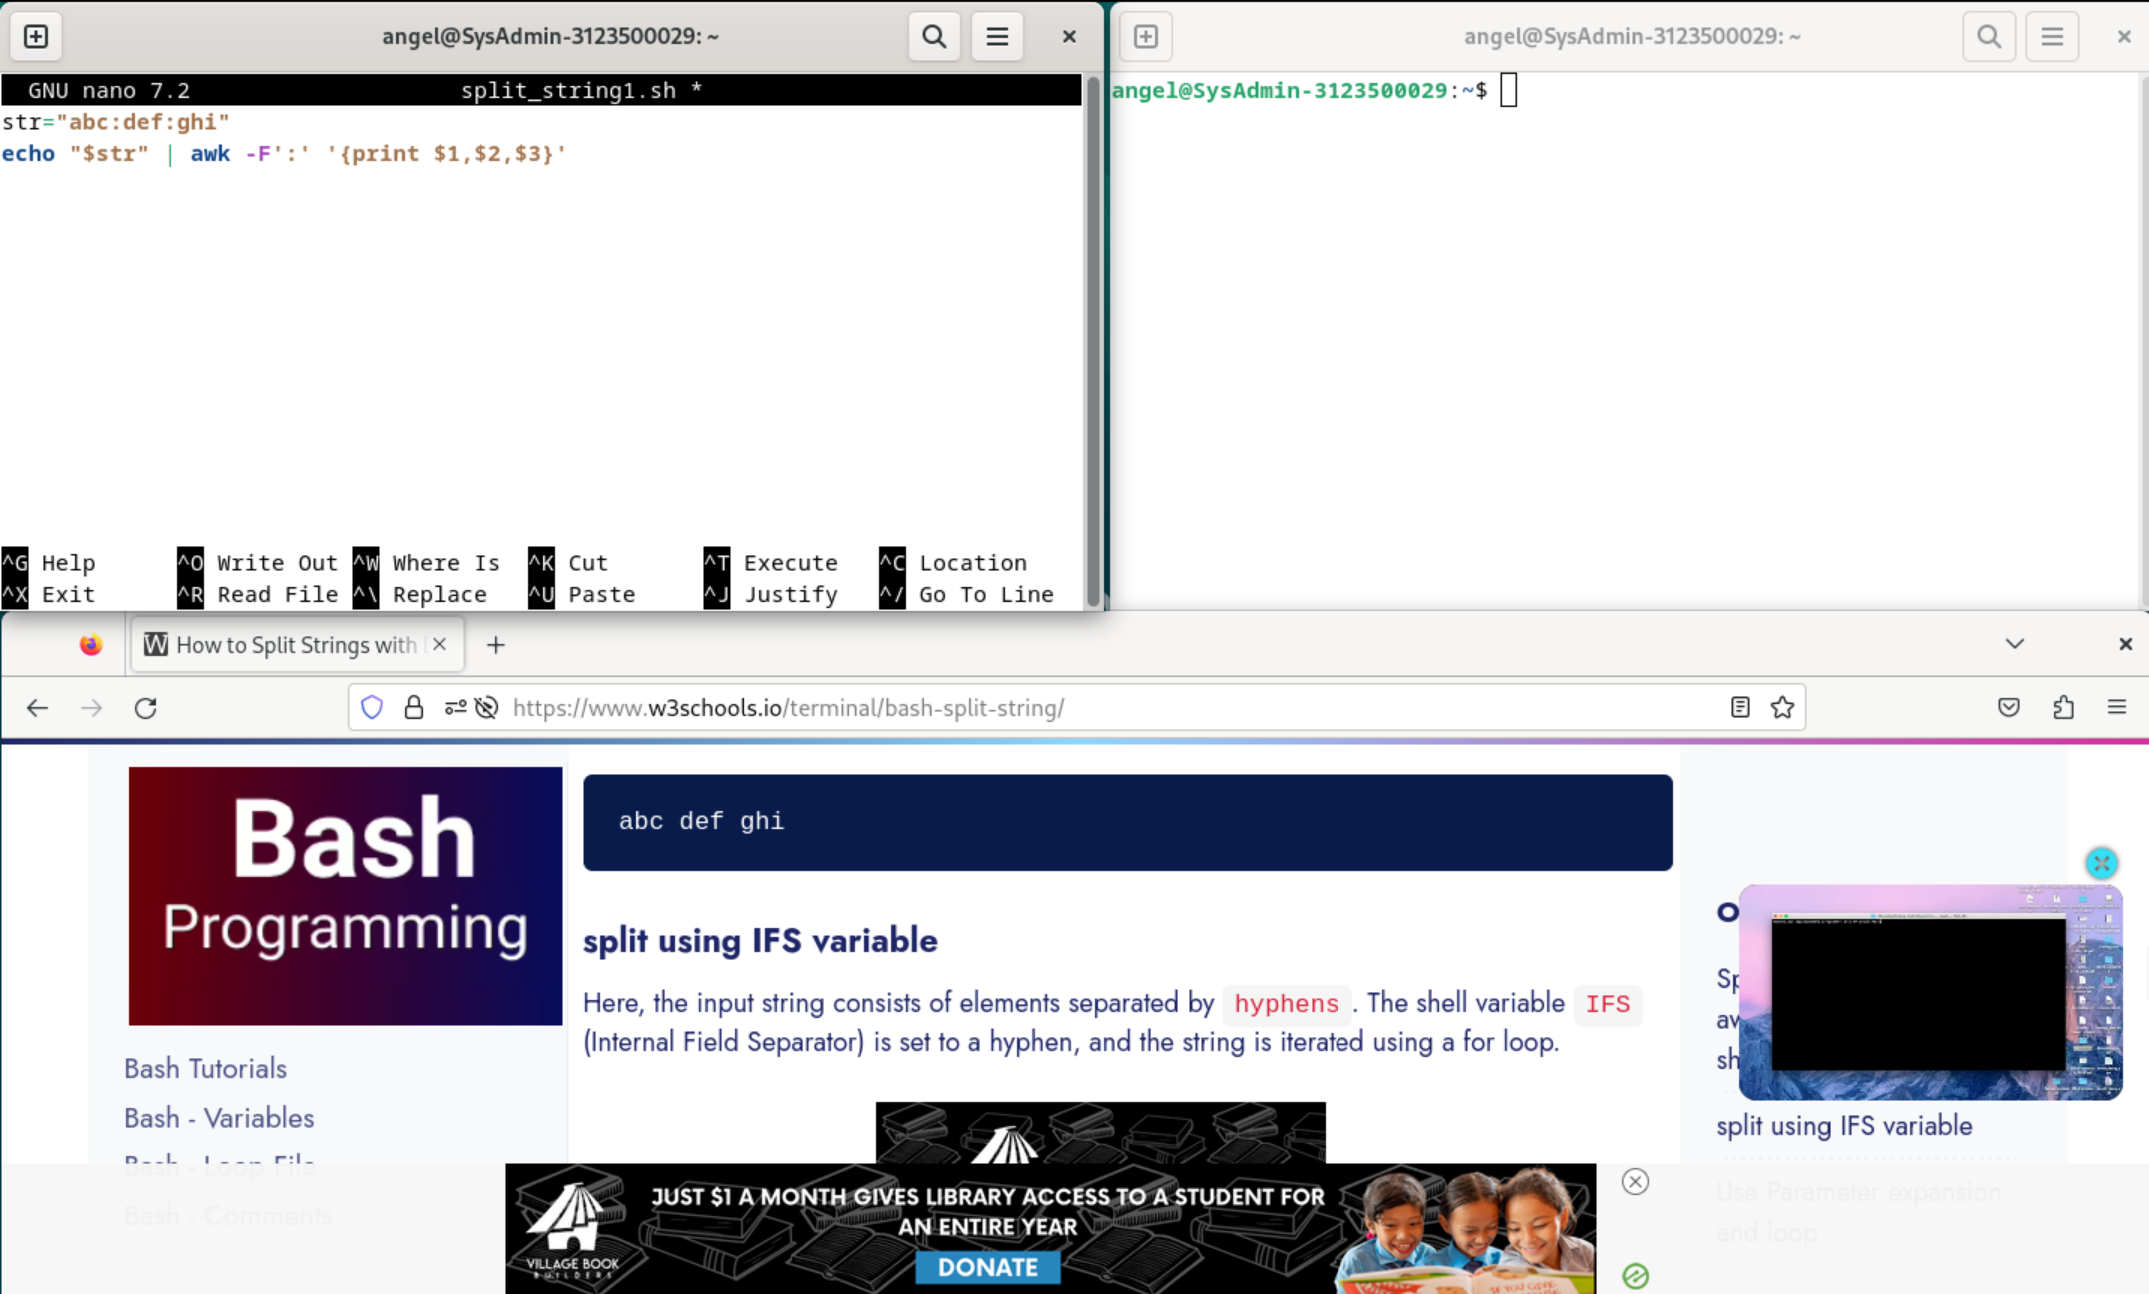 angel@SysAdmin-3123500029: ~
GNU nano 7.2 split_string1.sh *
str="abc:def:ghi"
echo "$str" | awk -F':' '{print $1,$2,$3}'
^G Help ^O Write Out ^W Where Is ^K Cut ^T Execute ^C Location
^X Exit ^R Read File ^\ Replace ^U Paste ^J Justify ^/ Go To Line
angel@SysAdmin-3123500029: ~
angel@SysAdmin-3123500029:~$
How to Split Strings with
https://www.w3schools.io/terminal/bash-split-string/
Bash
Programming
Bash Tutorials
Bash - Variables
Bash - Loop File
Bash - Comments
abc def ghi
split using IFS variable
Here, the input string consists of elements separated by hyphens . The shell variable IFS
(Internal Field Separator) is set to a hyphen, and the string is iterated using a for loop.
split using IFS variable
Use Parameter expansion
and loop
JUST $1 A MONTH GIVES LIBRARY ACCESS TO A STUDENT FOR
AN ENTIRE YEAR
DONATE
VILLAGE BOOK
BUILDERS
IF YOU GIVE